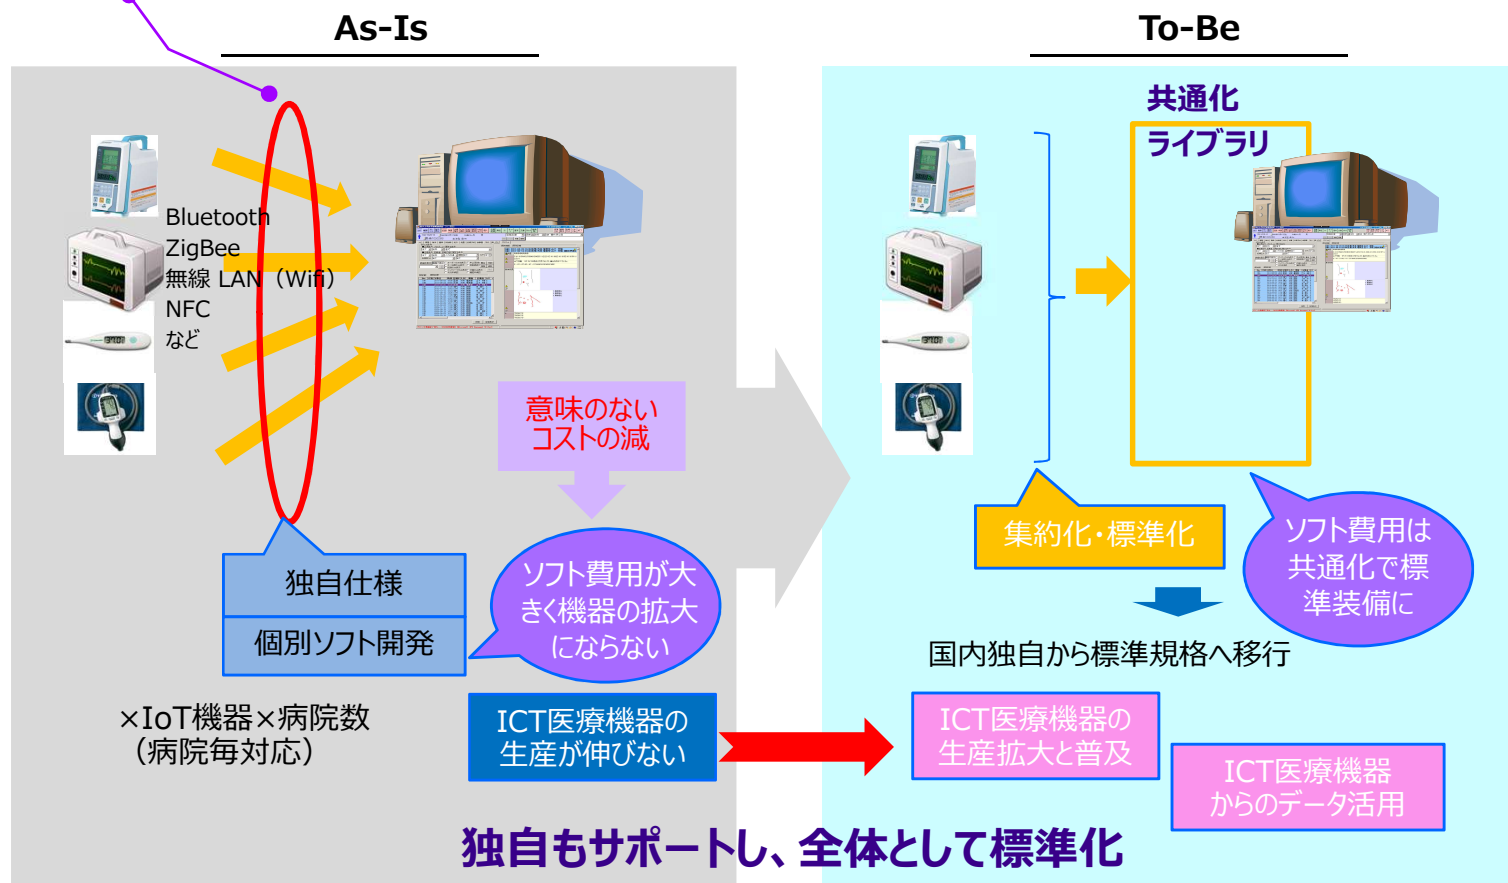 As-Is
To-Be
Bluetooth
ZigBee
無線 LAN（Wifi）
NFC
など
意味のない
コストの減
独自仕様
個別ソフト開発
ソフト費用が大
きく機器の拡大
にならない
×IoT機器×病院数
（病院毎対応）
ICT医療機器の
生産が伸びない
共通化
ライブラリ
集約化・標準化
ソフト費用は
共通化で標
準装備に
国内独自から標準規格へ移行
ICT医療機器の
生産拡大と普及
ICT医療機器
からのデータ活用
独自もサポートし、全体として標準化